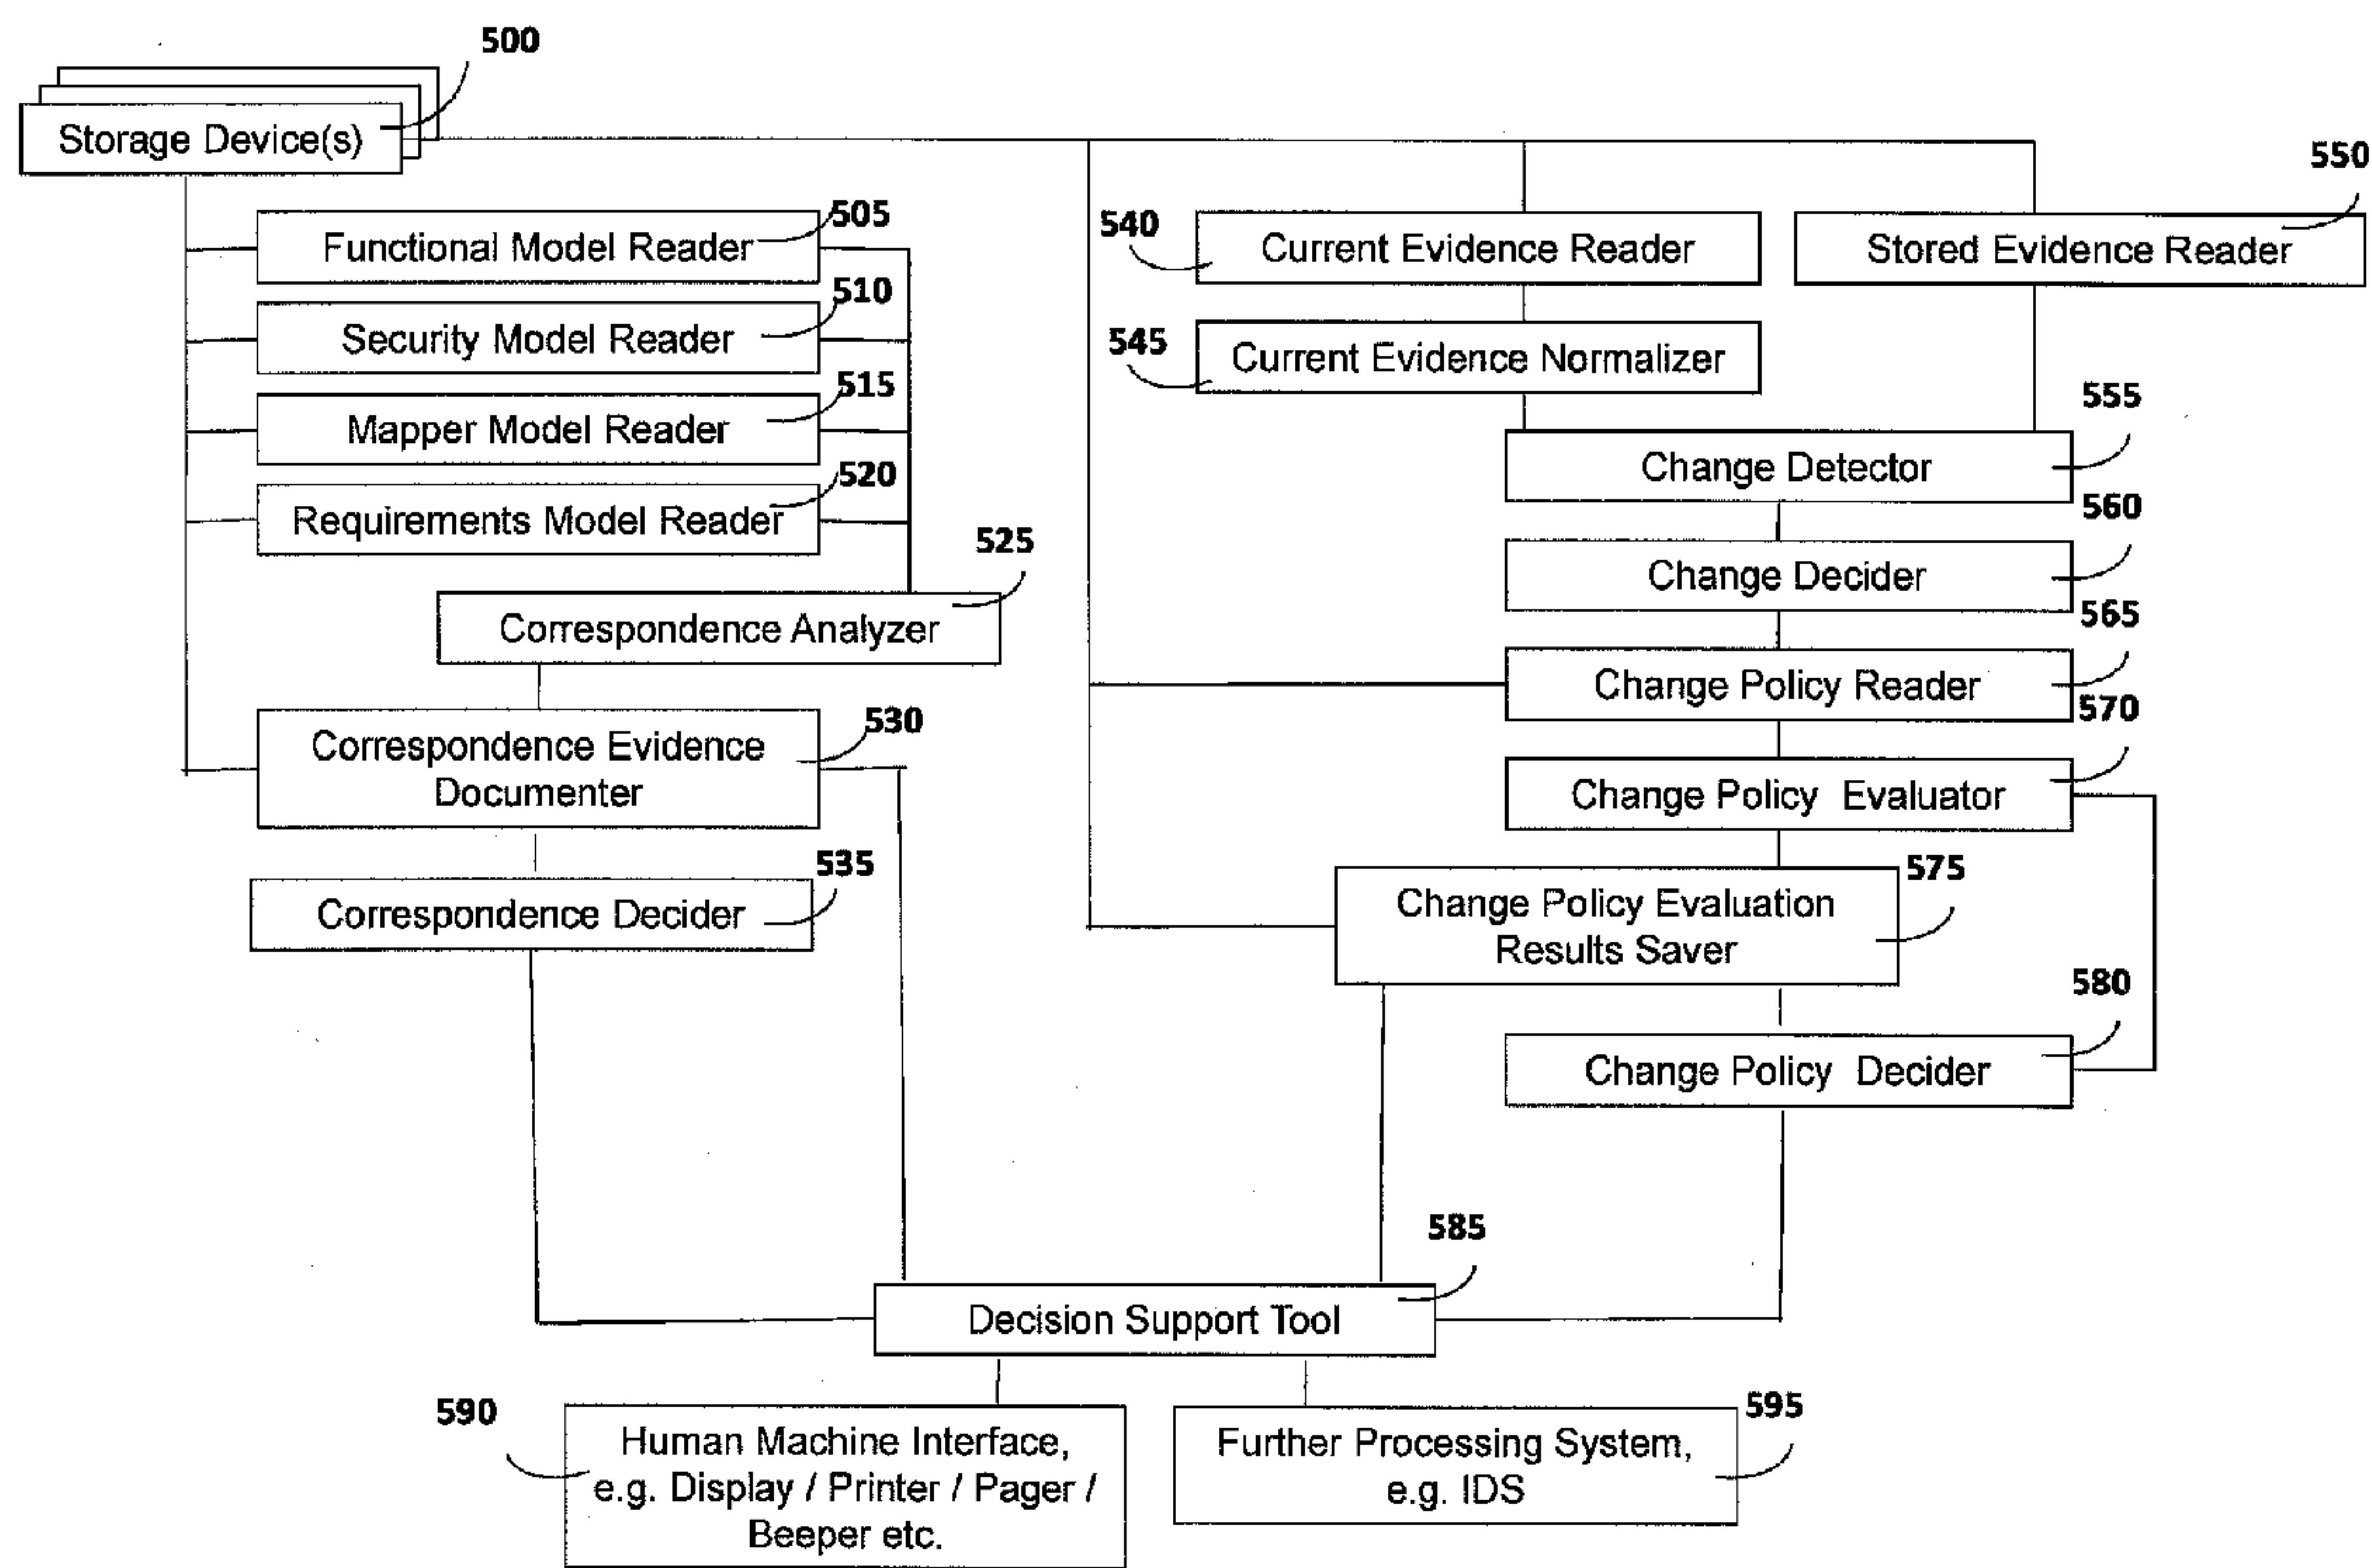 500
Storage Device(s)
550
505
Functional Model Reader
540
Current Evidence Reader
Stored Evidence Reader
510
Security Model Reader
545
Current Evidence Normalizer
515
Mapper Model Reader
555
Change Detector
520
Requirements Model Reader
560
Change Decider
525
Correspondence Analyzer
565
Change Policy Reader
530
Correspondence Evidence
Documenter
570
Change Policy Evaluator
535
Correspondence Decider
575
Change Policy Evaluation
Results Saver
580
Change Policy Decider
585
Decision Support Tool
590
Human Machine Interface,
e.g. Display / Printer / Pager /
Beeper etc.
595
Further Processing System,
e.g. IDS